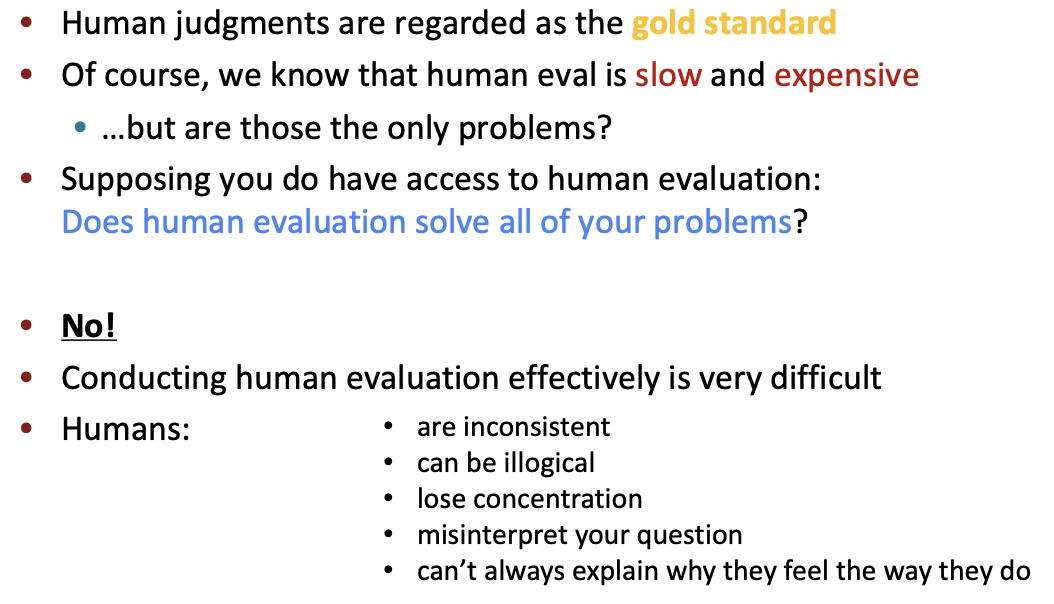 • Human judgments are regarded as the gold standard
• Of course, we know that human eval is slow and expensive
• …but are those the only problems?
• Supposing you do have access to human evaluation:
Does human evaluation solve all of your problems?
• No!
• Conducting human evaluation effectively is very difficult
• Humans:
• are inconsistent
• can be illogical
• lose concentration
• misinterpret your question
• can’t always explain why they feel the way they do